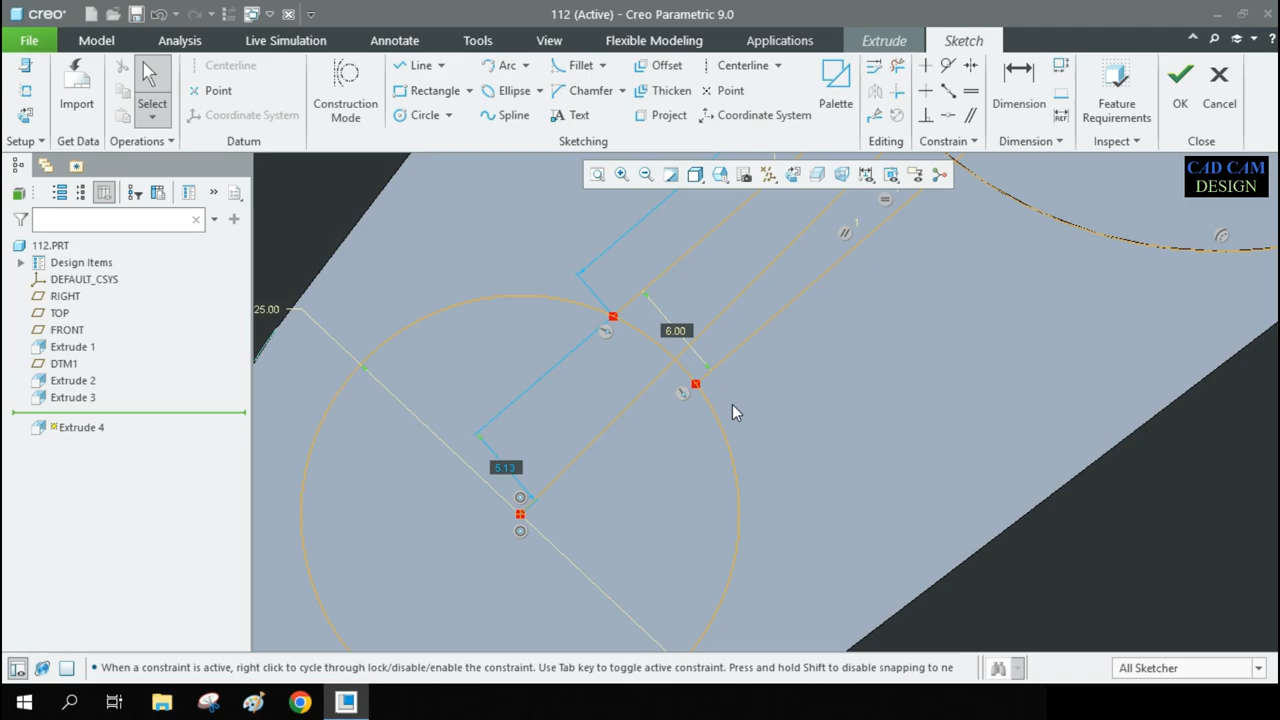 creo
112 (Active) - Creo Parametric 9.0
File Model Analysis Live Simulation Annotate Tools View Flexible Modeling Applications Extrude Sketch
Import
Select
Centerline
Point
Coordinate System
Construction
Mode
Line
Rectangle
Circle
Arc
Ellipse
Spline
Fillet
Chamfer
Text
Offset
Thicken
Project
Centerline
Point
Coordinate System
Palette
Dimension
Feature
Requirements
OK
Cancel
Setup Get Data Operations Datum Sketching Editing Constrain Dimension Inspect Close
CAD CAM
DESIGN
112.PRT
Design Items
DEFAULT_CSYS
RIGHT
TOP
FRONT
Extrude 1
DTM1
Extrude 2
Extrude 3
Extrude 4
1
25.00
6.00
5.13
When a constraint is active, right click to cycle through lock/disable/enable the constraint. Use Tab key to toggle active constraint. Press and hold Shift to disable snapping to ne
All Sketcher